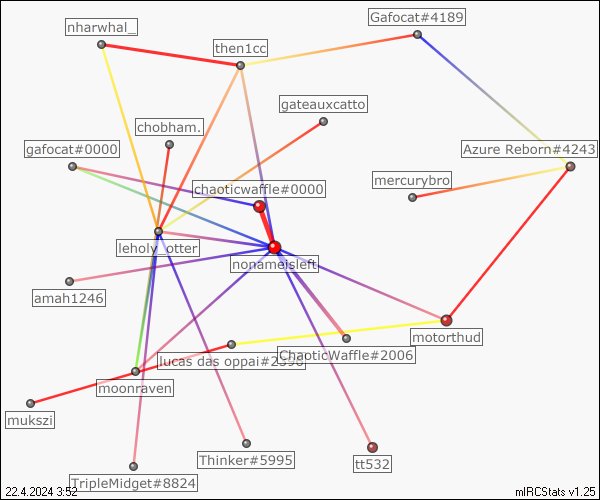 Gafocat#4189
nharwhal_
then1cc
gateauxcatto
chobham.
gafocat#0000
Azure Reborn#4243
mercurybro
chaoticwaffle#0000
leholy_otter
nonameisleft
amah1246
motorthud
ChaoticWaffle#2006
lucas das oppai#2398
moonraven
mukszi
Thinker#5995
tt532
TripleMidget#8824
22.4.2024 3:52
mIRCStats v1.25